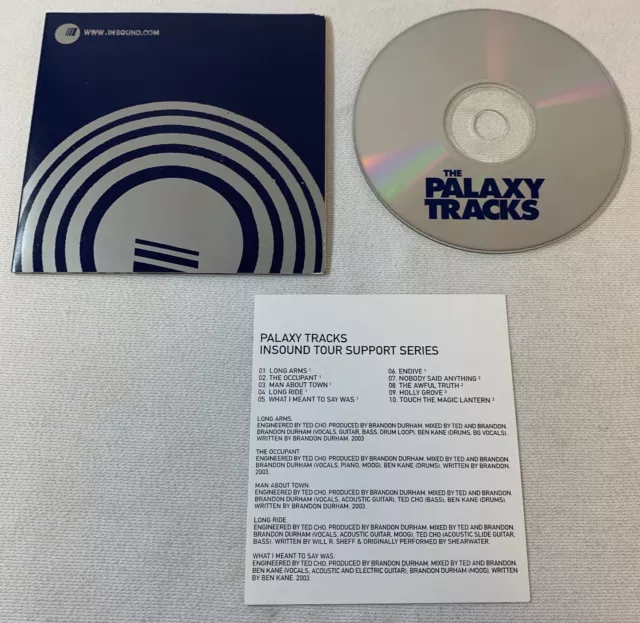 WWW.INSOUND.COM
THE
PALAXY
TRACKS
PALAXY TRACKS
INSOUND TOUR SUPPORT SERIES
01. LONG ARMS ¹
02. THE OCCUPANT ¹
03. MAN ABOUT TOWN ¹
04. LONG RIDE ¹
05. WHAT I MEANT TO SAY WAS ¹
06. ENDIVE ¹
07. NOBODY SAID ANYTHING ²
08. THE AWFUL TRUTH ²
09. HOLLY GROVE ²
10. TOUCH THE MAGIC LANTERN ³
LONG ARMS.
ENGINEERED BY TED CHO. PRODUCED BY BRANDON DURHAM. MIXED BY TED AND BRANDON.
BRANDON DURHAM (VOCALS, GUITAR, BASS, DRUM LOOP), BEN KANE (DRUMS, BG VOCALS).
WRITTEN BY BRANDON DURHAM. 2003
THE OCCUPANT.
ENGINEERED BY TED CHO. PRODUCED BY BRANDON DURHAM. MIXED BY TED AND BRANDON.
BRANDON DURHAM (VOCALS, PIANO, MOOG), BEN KANE (DRUMS). WRITTEN BY BRANDON.
2003.
MAN ABOUT TOWN.
ENGINEERED BY TED CHO. PRODUCED BY BRANDON DURHAM. MIXED BY TED AND BRANDON.
BRANDON DURHAM (VOCALS, ACOUSTIC GUITAR), TED CHO (BASS), BEN KANE (DRUMS).
WRITTEN BY BRANDON DURHAM. 2003.
LONG RIDE.
ENGINEERED BY TED CHO. PRODUCED BY BRANDON DURHAM. MIXED BY TED AND BRANDON.
BRANDON DURHAM (VOCALS, ACOUSTIC GUITAR, MOOG), TED CHO (ACOUSTIC SLIDE GUITAR,
BASS). WRITTEN BY WILL R. SHEFF & ORIGINALLY PERFORMED BY SHEARWATER.
WHAT I MEANT TO SAY WAS.
ENGINEERED BY TED CHO. PRODUCED BY BRANDON DURHAM. MIXED BY TED AND BRANDON.
BEN KANE (VOCALS, ACOUSTIC AND ELECTRIC GUITAR), BRANDON DURHAM (MOOG). WRITTEN
BY BEN KANE. 2003.